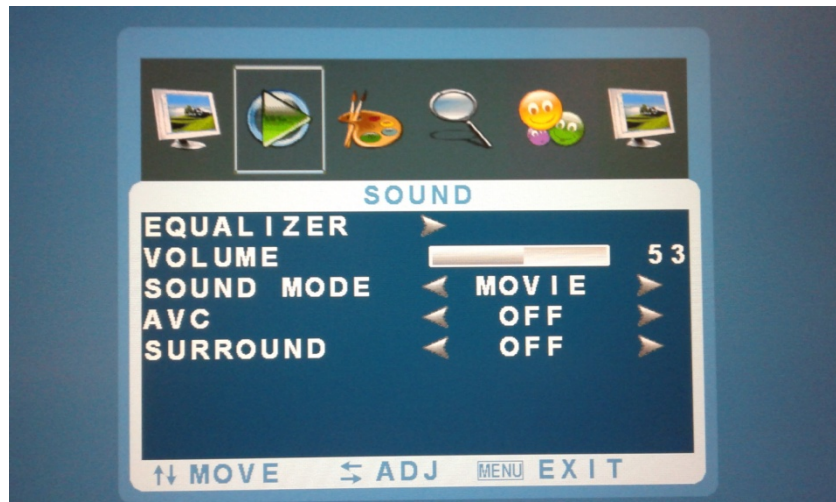 SOUND
EQUALIZER
VOLUME 53
SOUND MODE MOVIE
AVC OFF
SURROUND OFF
MOVE ADJ MENU EXIT